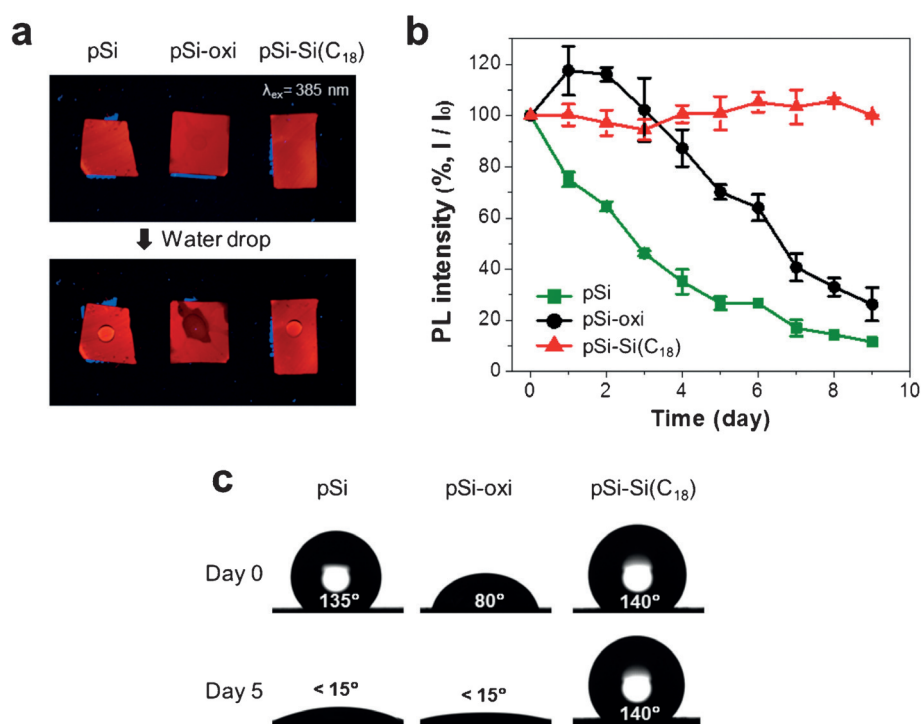 a
pSi pSi-oxi pSi-Si(C₁₈)
λex= 385 nm
Water drop
b
PL intensity (%, I / I₀)
120
100
80
60
40
20
0
pSi
pSi-oxi
pSi-Si(C₁₈)
0 2 4 6 8 10
Time (day)
c
pSi pSi-oxi pSi-Si(C₁₈)
Day 0
135° 80° 140°
Day 5
< 15° < 15° 140°